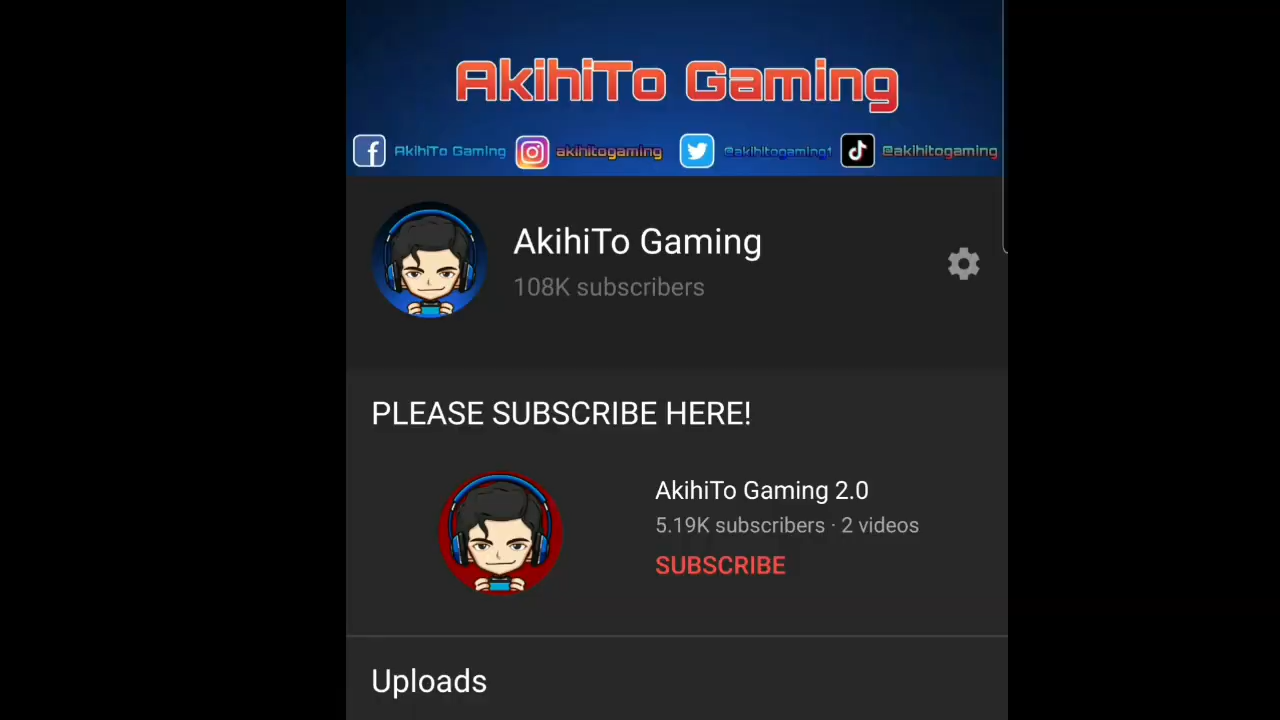 AkihiTo Gaming
AkihiTo Gaming akihitogaming @akihitogaming1 @akihitogaming
AkihiTo Gaming
108K subscribers
PLEASE SUBSCRIBE HERE!
AkihiTo Gaming 2.0
5.19K subscribers · 2 videos
SUBSCRIBE
Uploads